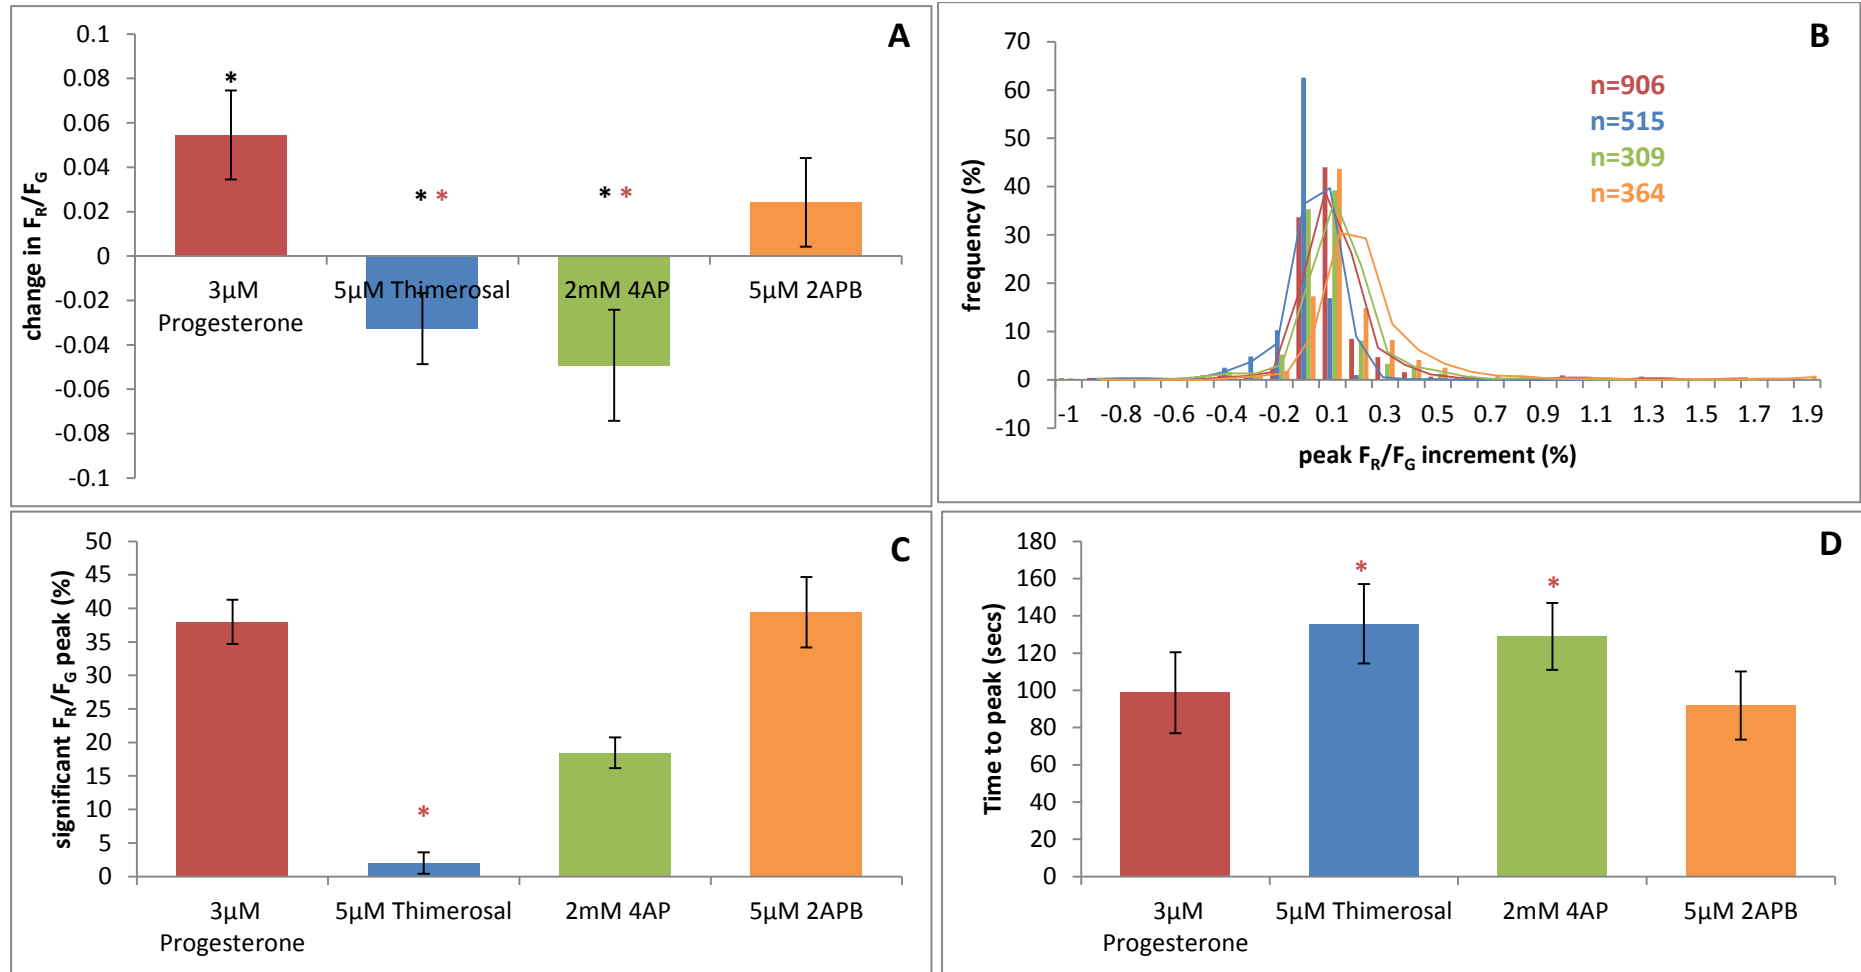 A
0.1
0.08
0.06
0.04
0.02
0
-0.02
-0.04
-0.06
-0.08
-0.1
change in FR/FG
*
* *
* *
3µM
Progesterone
5µM Thimerosal
2mM 4AP
5µM 2APB
B
70
60
50
40
30
20
10
0
-10
frequency (%)
n=906
n=515
n=309
n=364
-1 -0.8 -0.6 -0.4 -0.2 0.1 0.3 0.5 0.7 0.9 1.1 1.3 1.5 1.7 1.9
peak FR/FG increment (%)
C
50
45
40
35
30
25
20
15
10
5
0
significant FR/FG peak (%)
*
3µM
Progesterone
5µM Thimerosal
2mM 4AP
5µM 2APB
D
180
160
140
120
100
80
60
40
20
0
Time to peak (secs)
*
*
3µM
Progesterone
5µM Thimerosal
2mM 4AP
5µM 2APB